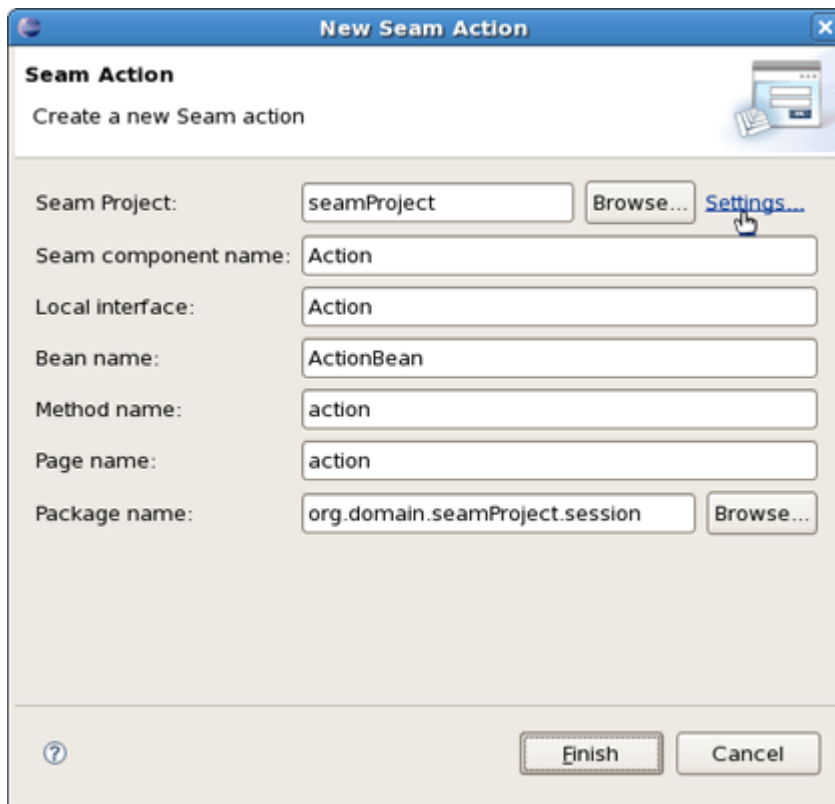 New Seam Action
Seam Action
Create a new Seam action
Seam Project: seamProject Browse... Settings...
Seam component name: Action
Local interface: Action
Bean name: ActionBean
Method name: action
Page name: action
Package name: org.domain.seamProject.session Browse...
? Finish Cancel